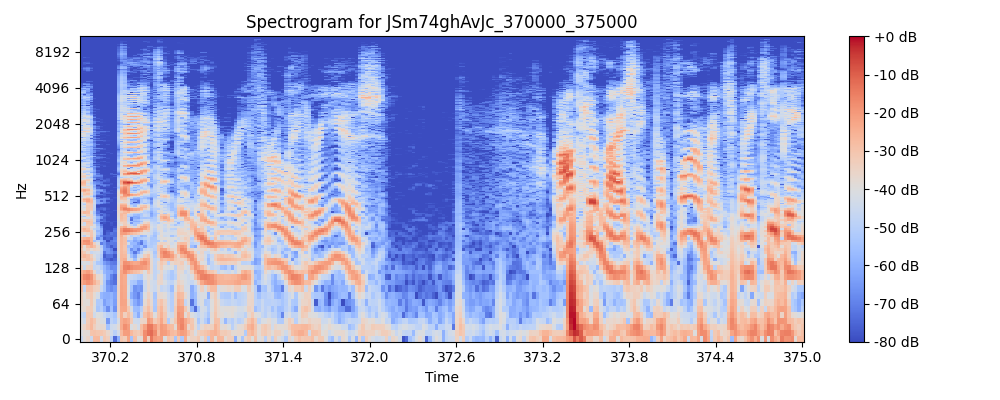 Spectrogram for JSm74ghAvJc_370000_375000
8192
4096
2048
1024
512
256
128
64
0
Hz
370.2 370.8 371.4 372.0 372.6 373.2 373.8 374.4 375.0
Time
+0 dB
-10 dB
-20 dB
-30 dB
-40 dB
-50 dB
-60 dB
-70 dB
-80 dB